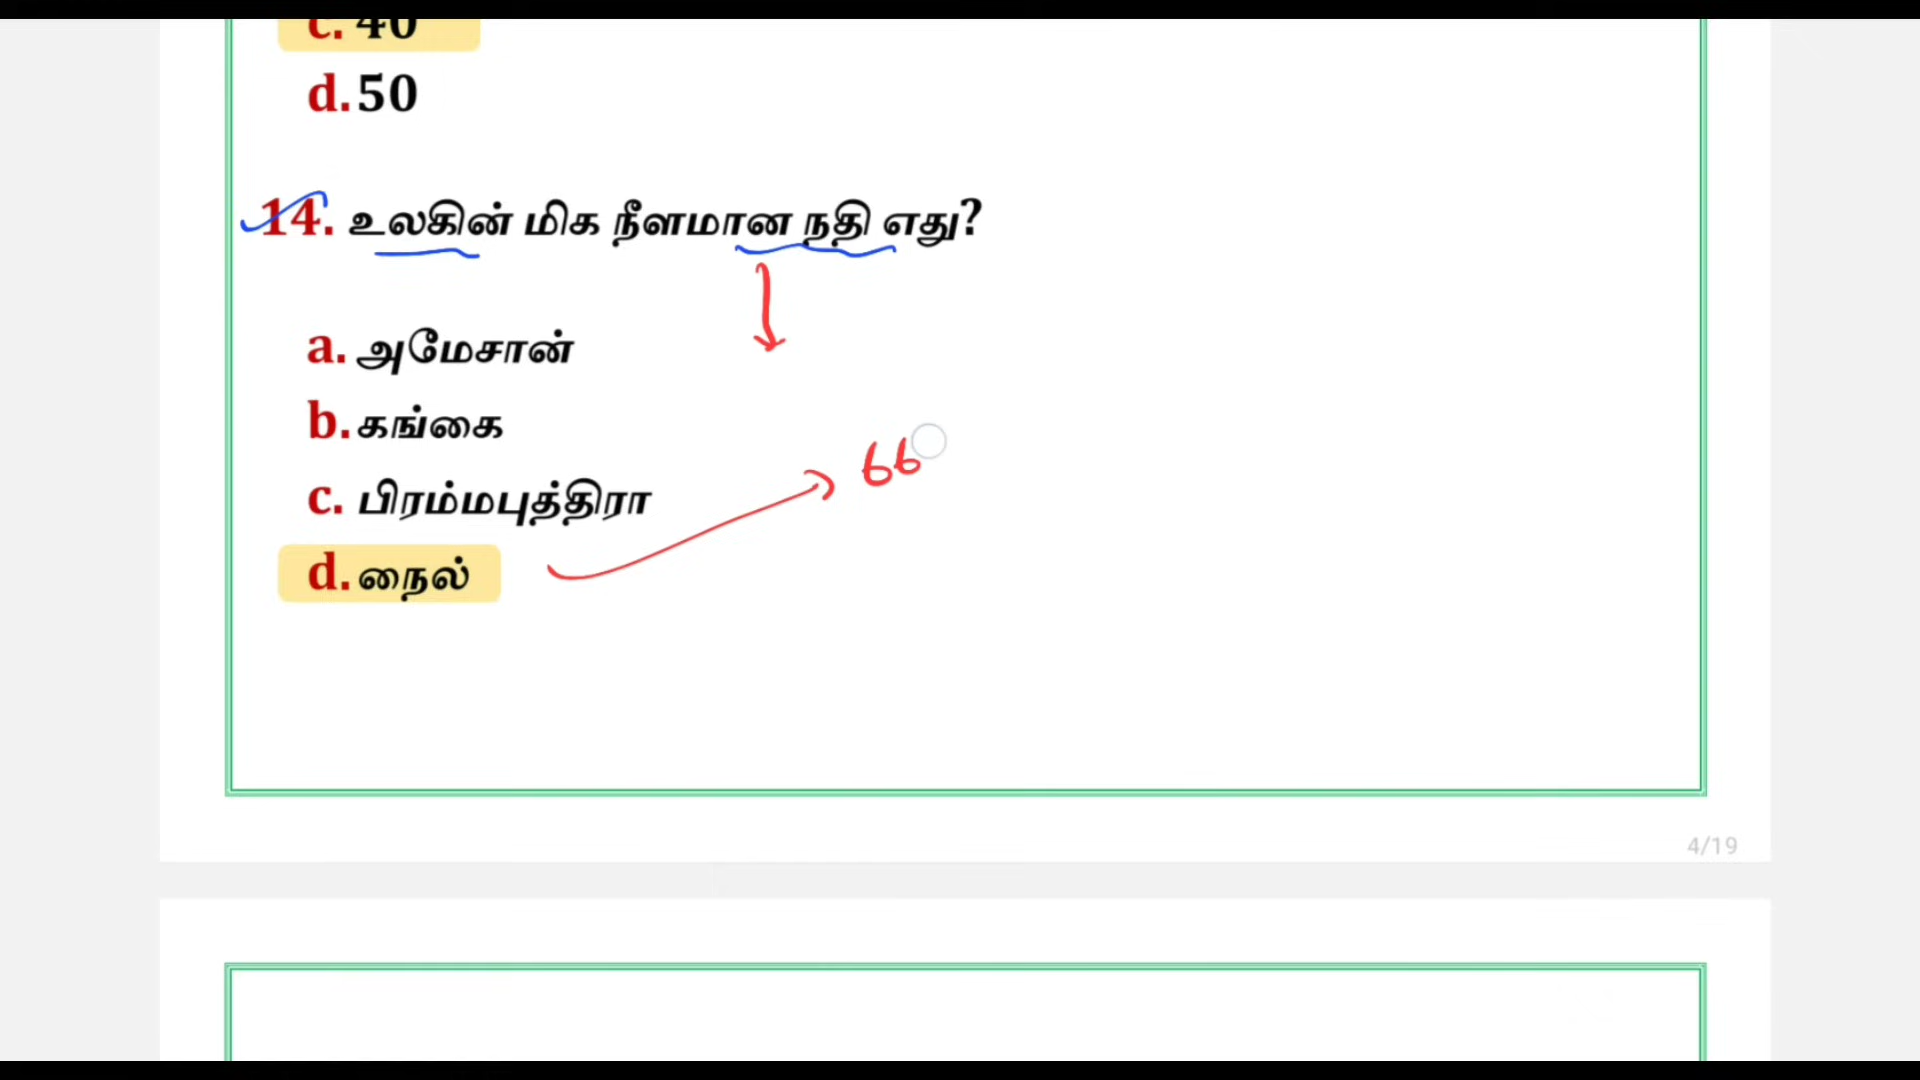 c. 40
d. 50
14. உலகின் மிக நீளமான நதி எது?
a. அமேசான்
b. கங்கை
66
c. பிரம்மபுத்திரா
d. நைல்
4/19